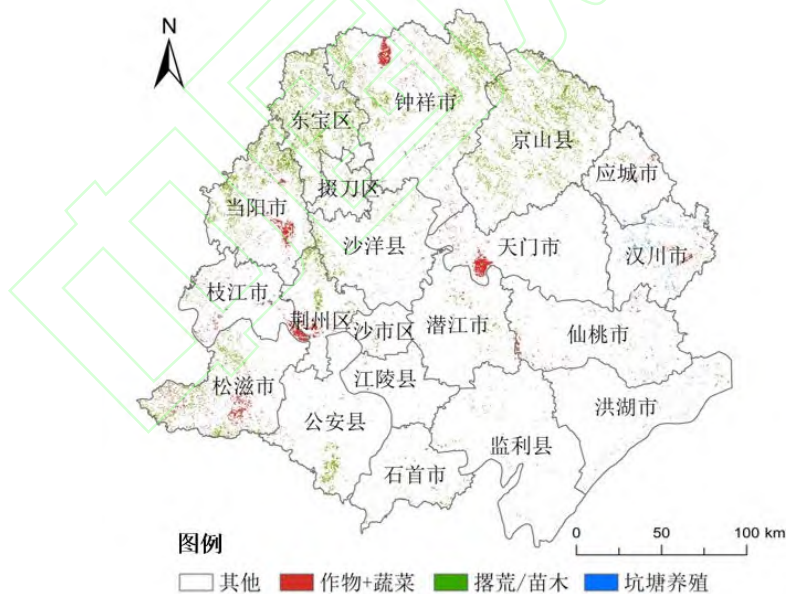 N
钟祥市
东宝区
京山县
应城市
掇刀区
当阳市
沙洋县
天门市
汉川市
枝江市
荆州区
沙市区
潜江市
仙桃市
松滋市
江陵县
公安县
洪湖市
监利县
石首市
图例
0 50 100 km
其他 作物+蔬菜 撂荒/苗木 坑塘养殖